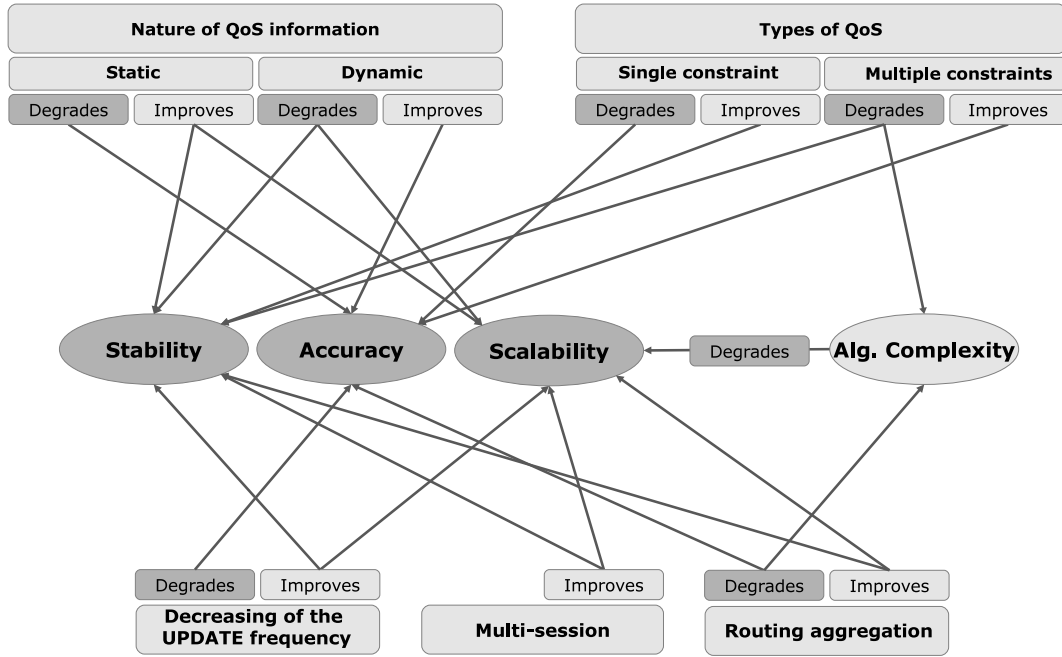 Nature of QoS information
Types of QoS
Static
Dynamic
Single constraint
Multiple constraints
Degrades
Improves
Degrades
Improves
Degrades
Improves
Degrades
Improves
Stability
Accuracy
Scalability
Degrades
Alg. Complexity
Degrades
Improves
Improves
Degrades
Improves
Decreasing of the
UPDATE frequency
Multi-session
Routing aggregation